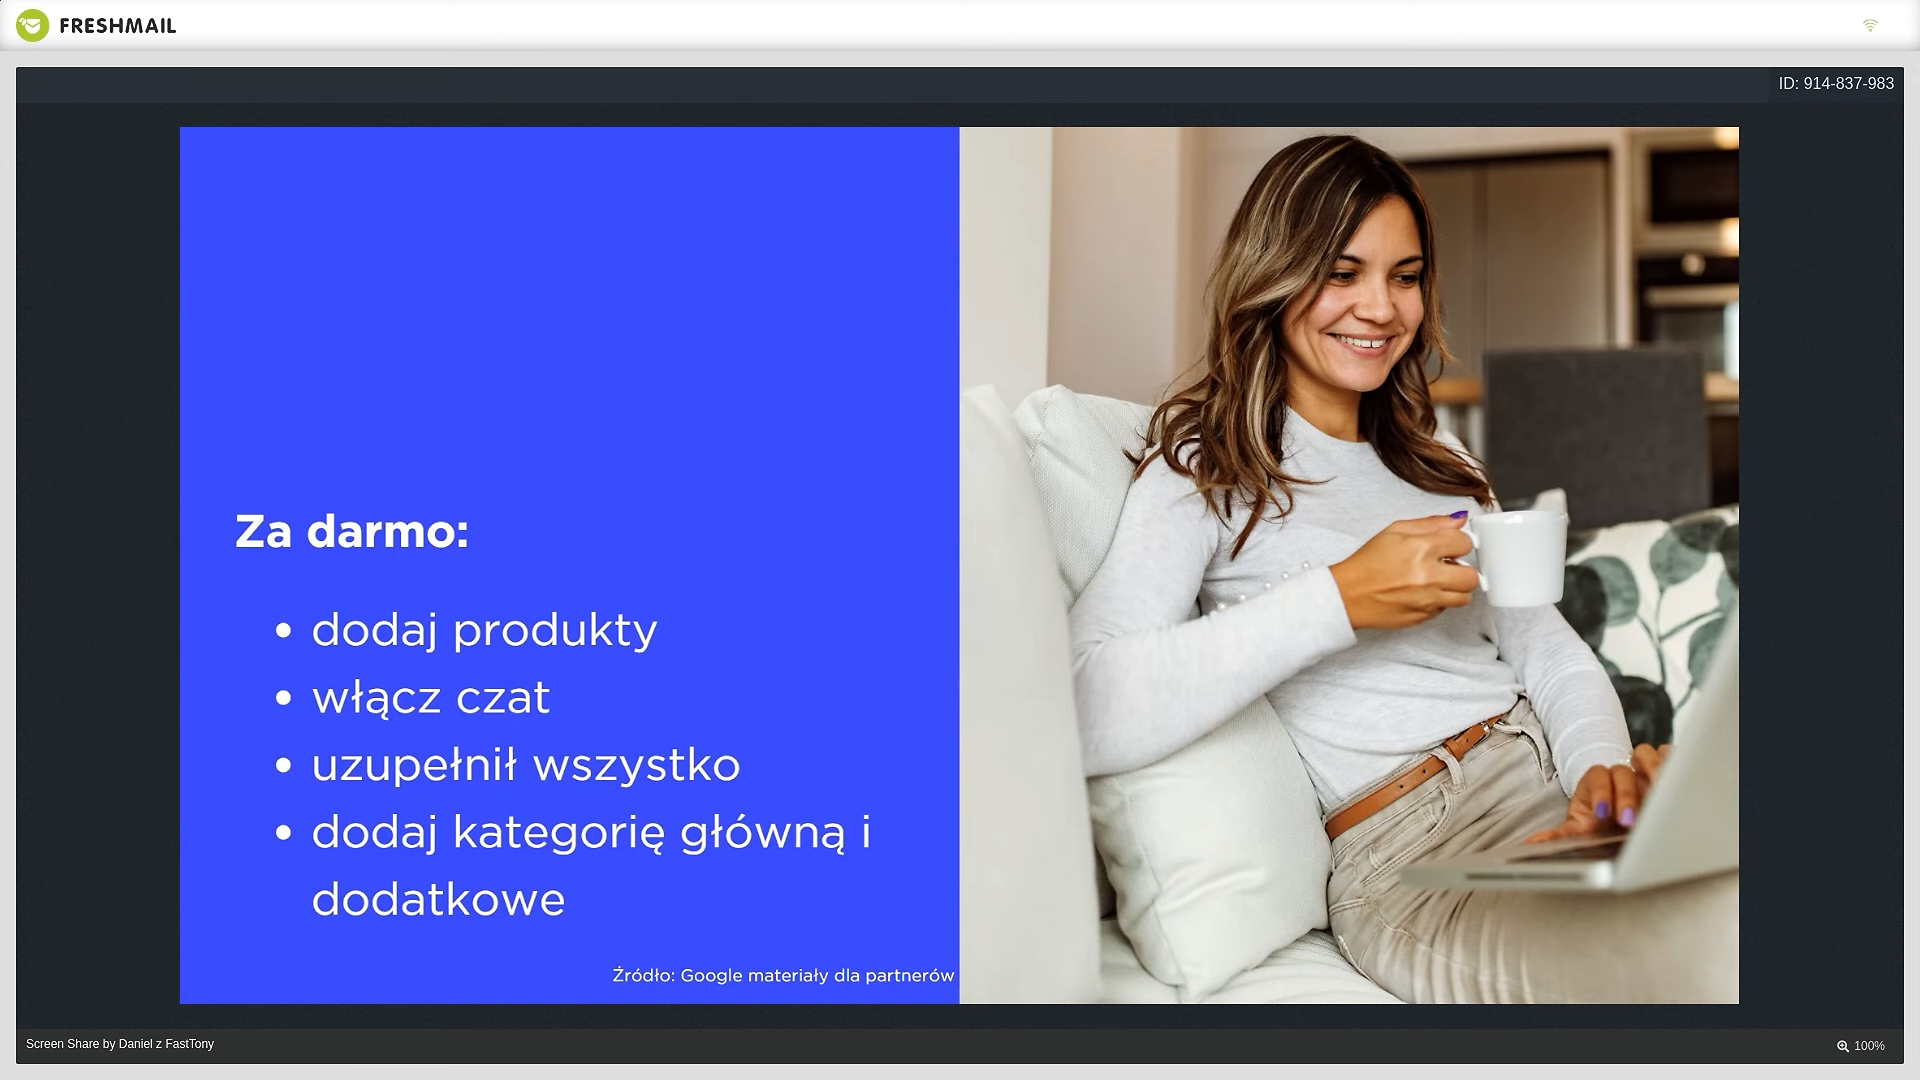 FRESHMAIL
ID: 914-837-983
Za darmo:
• dodaj produkty
• włącz czat
• uzupełnił wszystko
• dodaj kategorię główną i
dodatkowe
Źródło: Google materiały dla partnerów
Screen Share by Daniel z FastTony
100%